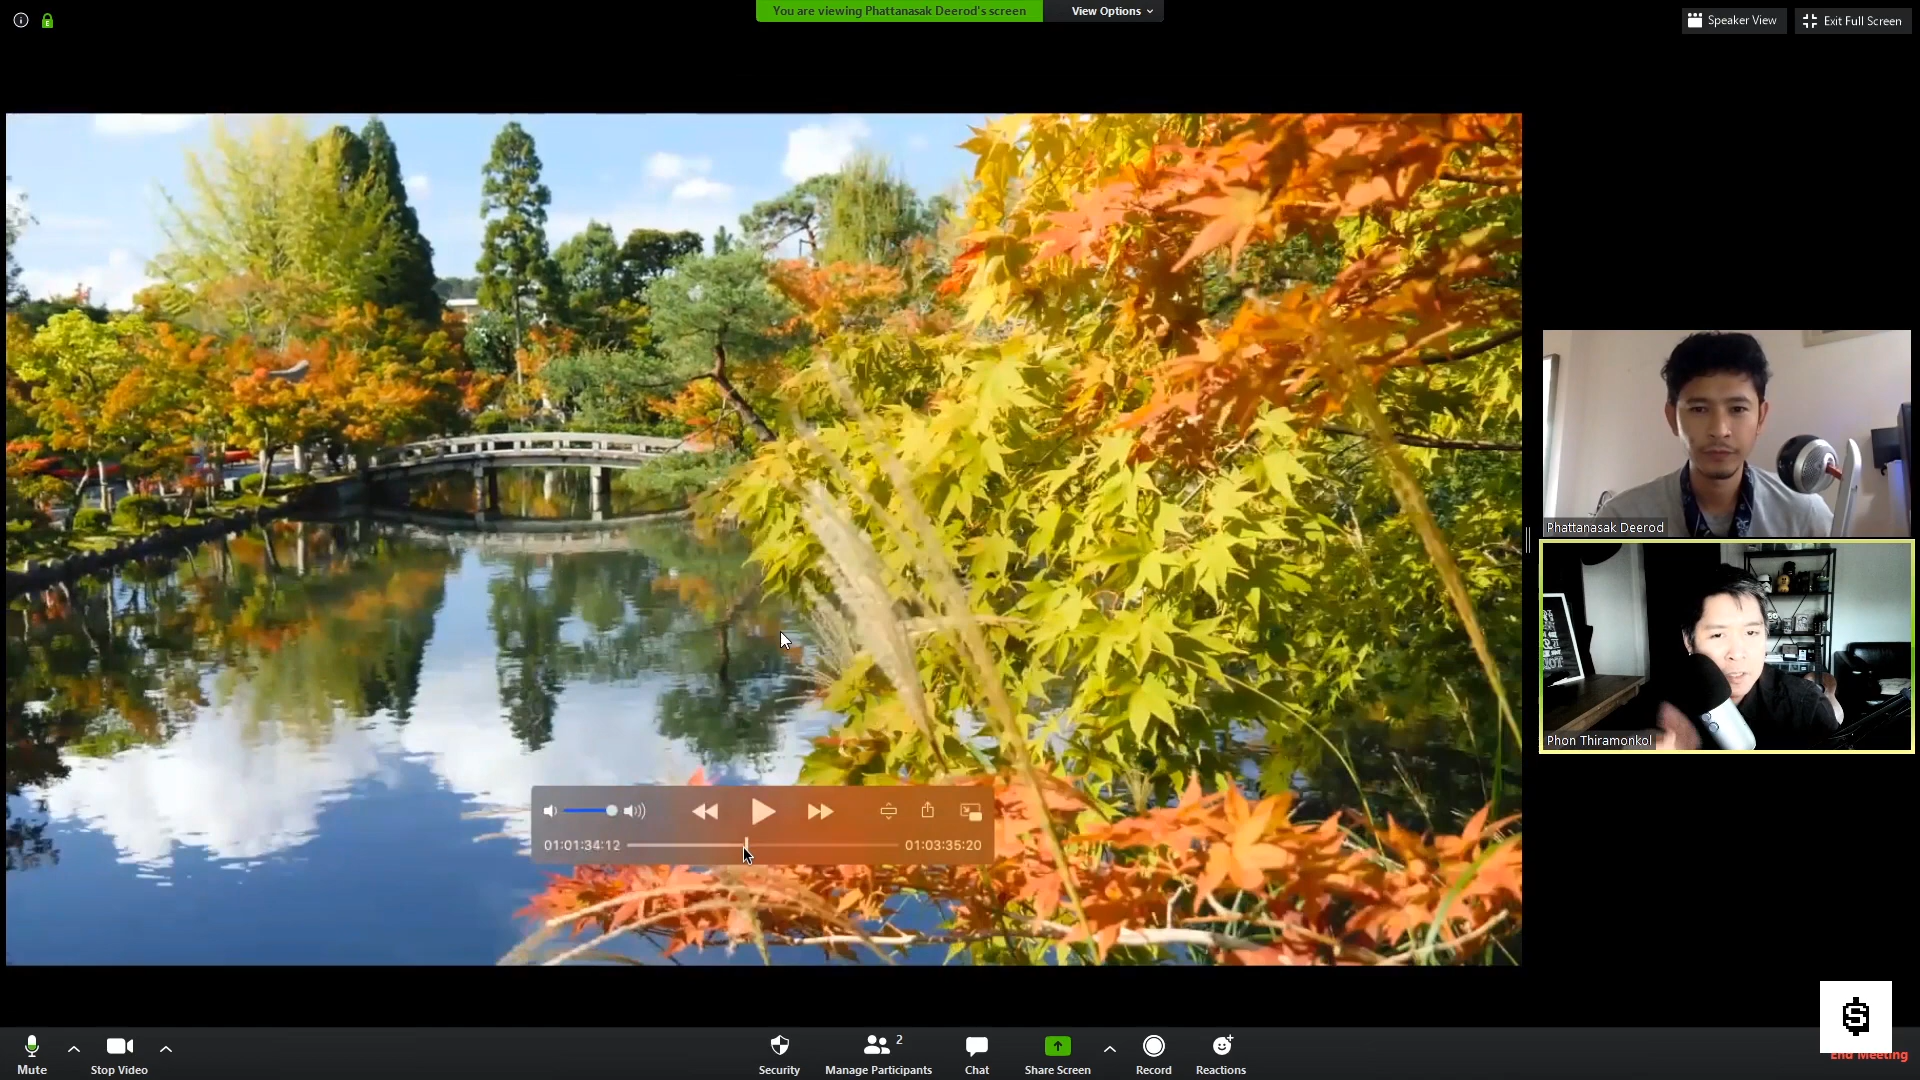 You are viewing Phattanasak Deerod's screen
View Options
Speaker View
Exit Full Screen
Phattanasak Deerod
Phon Thiramonkol
01:01:34:12
01:03:35:20
Mute
Stop Video
Security
Manage Participants
2
Chat
Share Screen
Record
Reactions
End Meeting